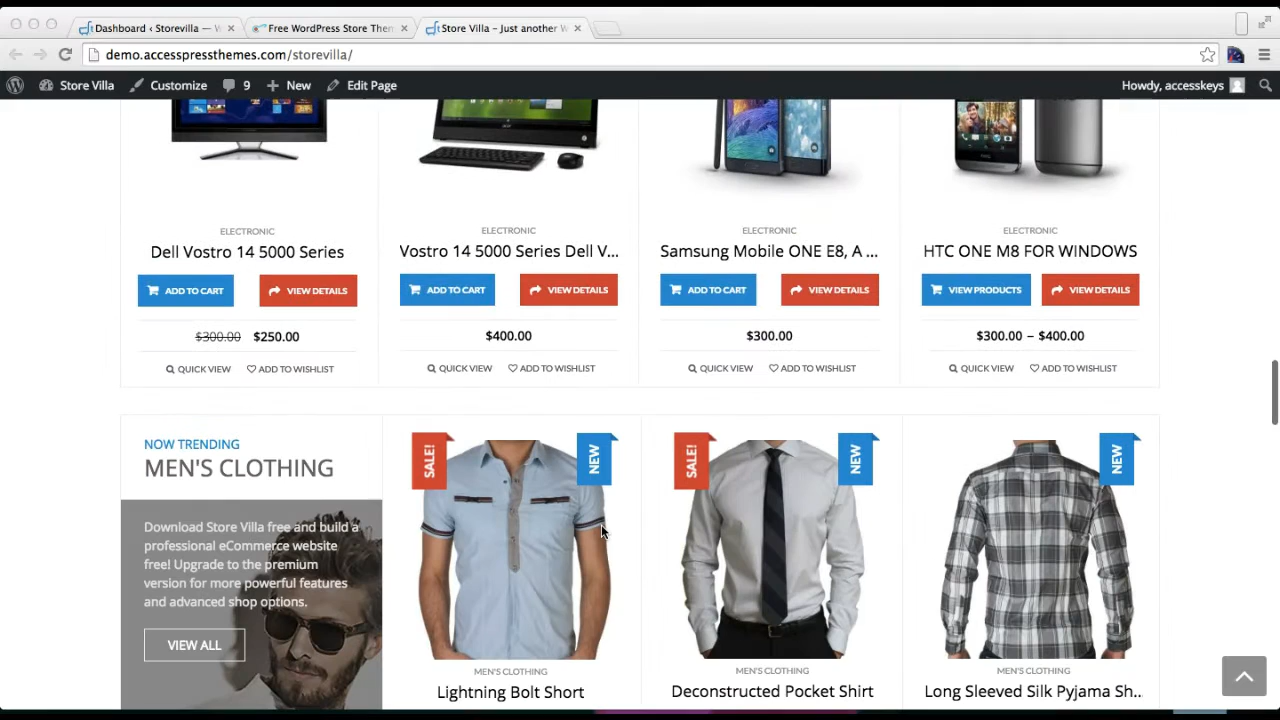 Dashboard ‹ Storevilla — W
Free WordPress Store Them
Store Villa – Just another W
demo.accesspressthemes.com/storevilla/
Store Villa
Customize
9
New
Edit Page
Howdy, accesskeys
ELECTRONIC
Dell Vostro 14 5000 Series
ADD TO CART
VIEW DETAILS
$300.00 $250.00
QUICK VIEW
ADD TO WISHLIST
ELECTRONIC
Vostro 14 5000 Series Dell V...
ADD TO CART
VIEW DETAILS
$400.00
QUICK VIEW
ADD TO WISHLIST
ELECTRONIC
Samsung Mobile ONE E8, A ...
ADD TO CART
VIEW DETAILS
$300.00
QUICK VIEW
ADD TO WISHLIST
ELECTRONIC
HTC ONE M8 FOR WINDOWS
VIEW PRODUCTS
VIEW DETAILS
$300.00 – $400.00
QUICK VIEW
ADD TO WISHLIST
NOW TRENDING
MEN'S CLOTHING
Download Store Villa free and build a
professional eCommerce website
free! Upgrade to the premium
version for more powerful features
and advanced shop options.
VIEW ALL
SALE!
NEW
MEN'S CLOTHING
Lightning Bolt Short
SALE!
NEW
MEN'S CLOTHING
Deconstructed Pocket Shirt
NEW
MEN'S CLOTHING
Long Sleeved Silk Pyjama Sh...